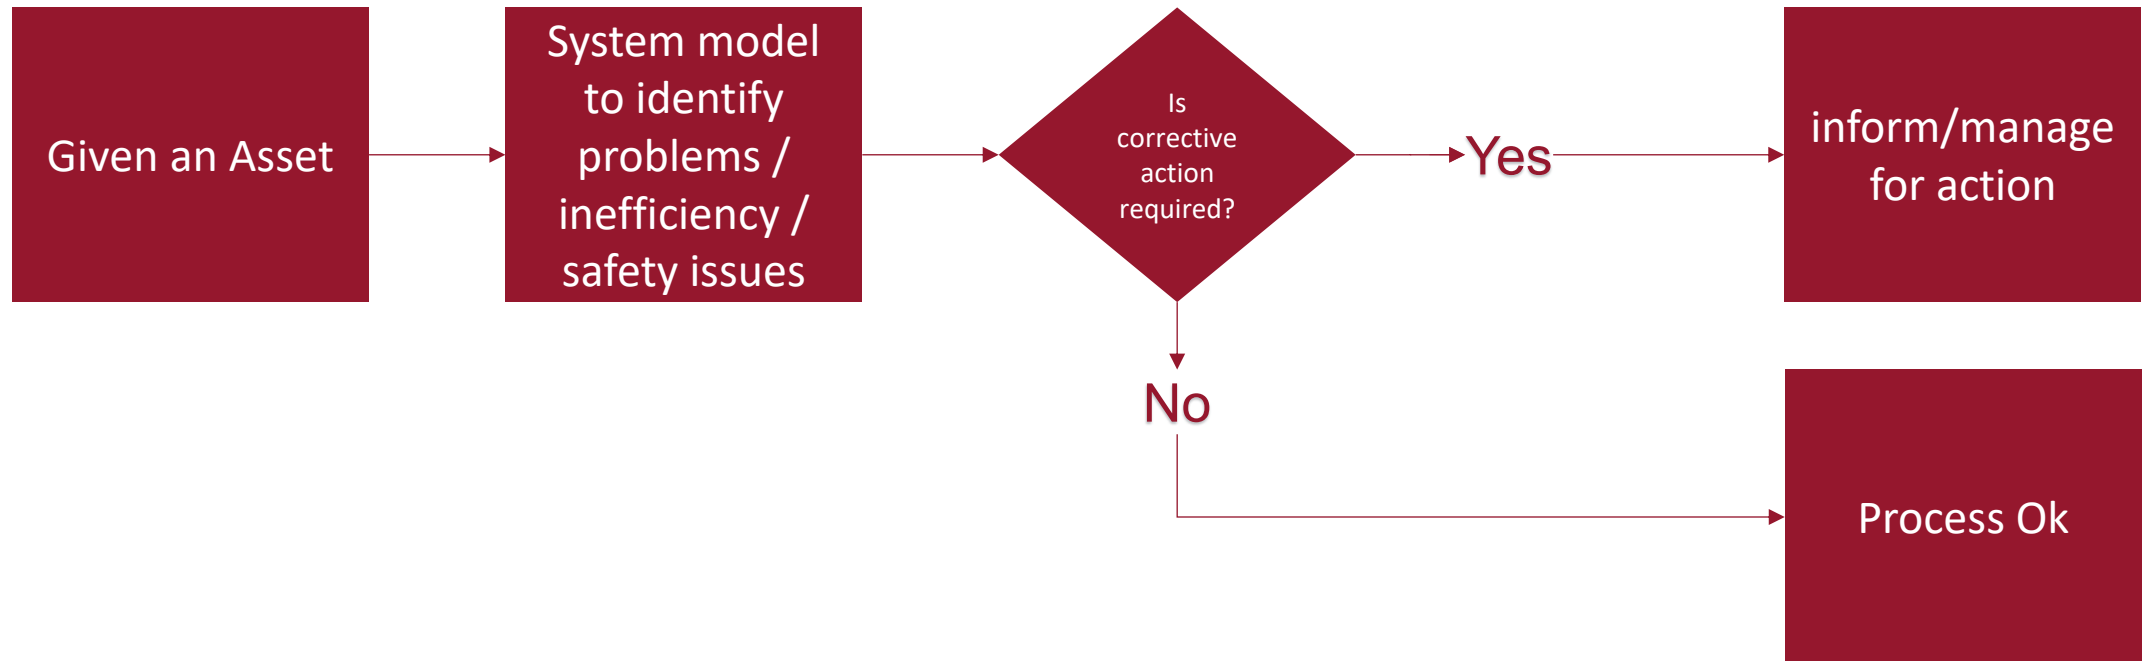 Given an Asset
System model
to identify
problems /
inefficiency /
safety issues
Is
corrective
action
required?
Yes
inform/manage
for action
No
Process Ok